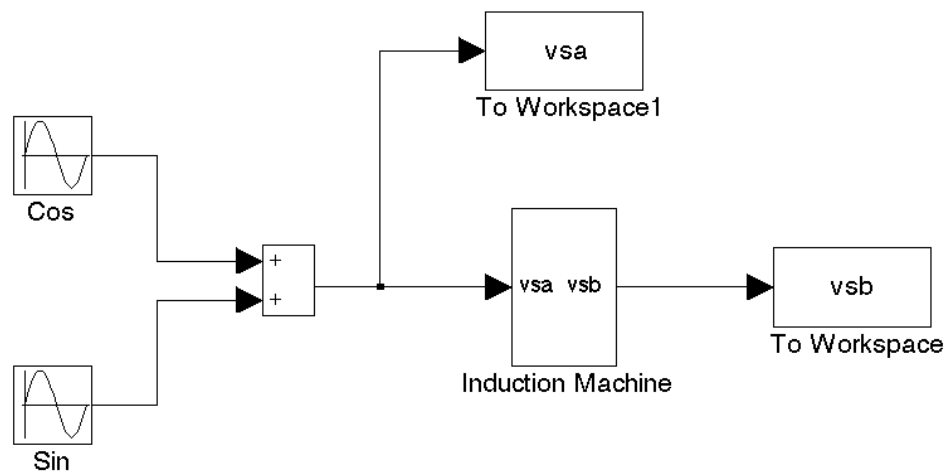 vsa
To Workspace1
Cos
+
+
vsa vsb
Induction Machine
vsb
To Workspace
Sin